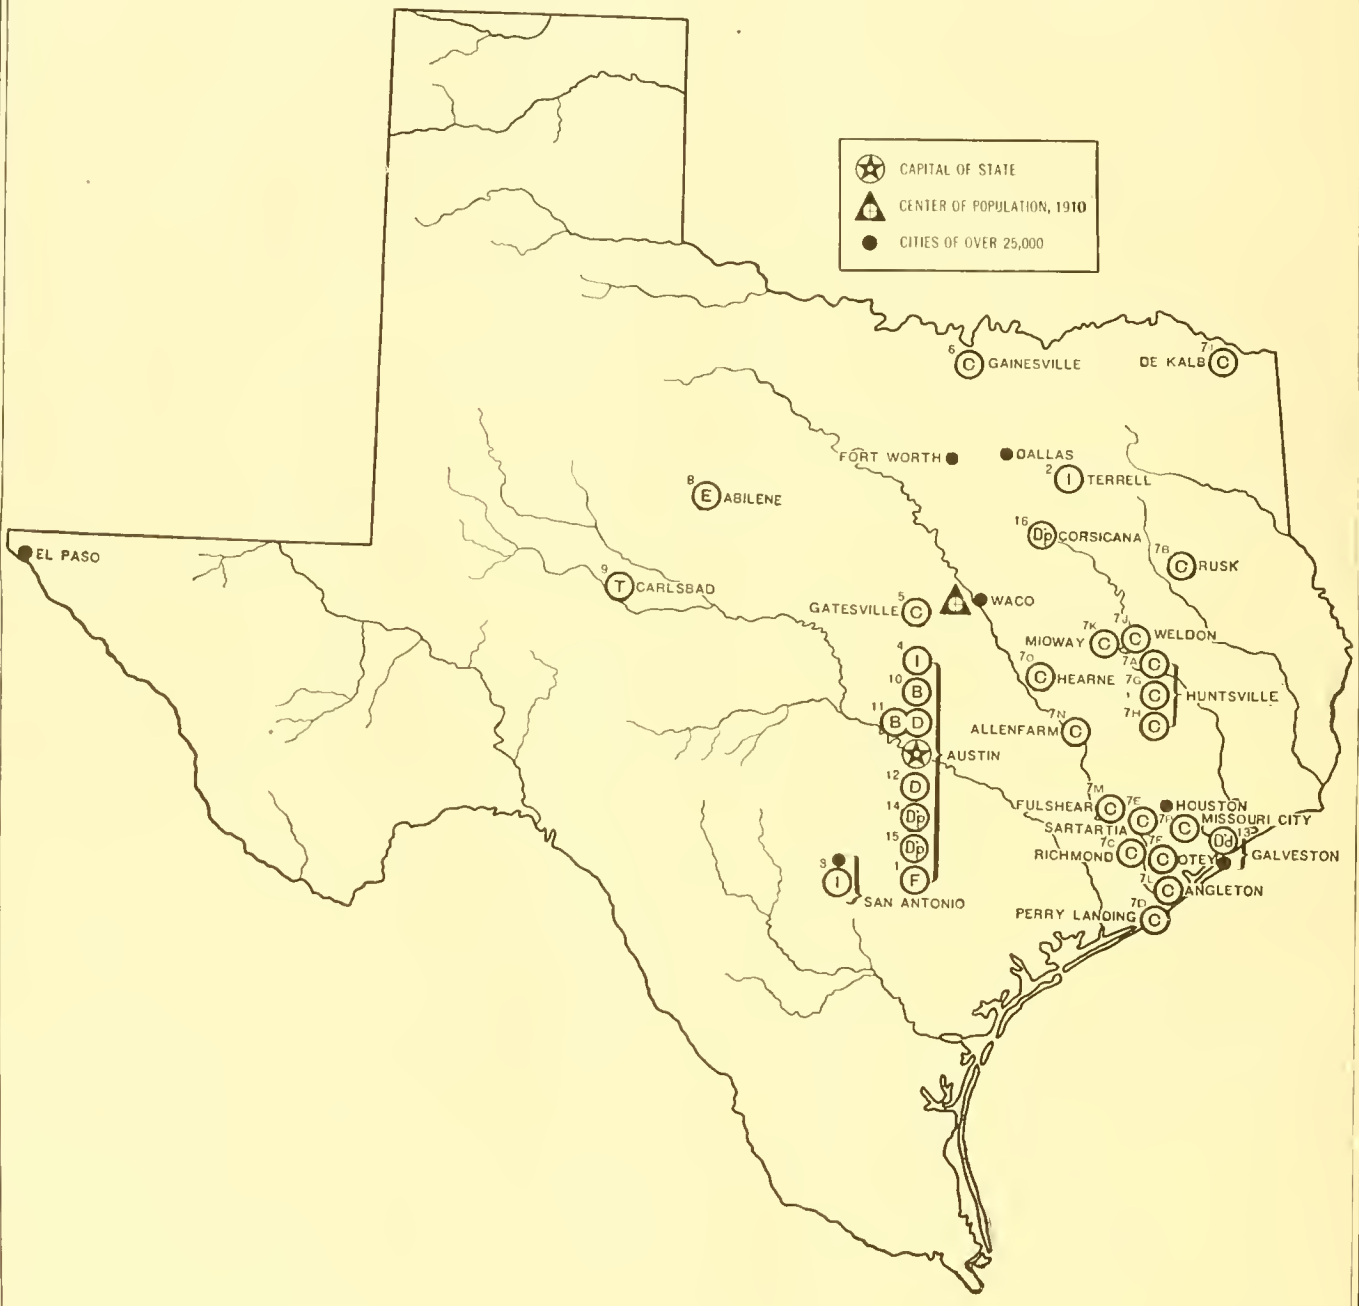 CAPITAL OF STATE
CENTER OF POPULATION, 1910
CITIES OF OVER 25,000
6
C GAINESVILLE
DE KALB C
FORT WORTH
DALLAS
2
I TERRELL
8
E ABILENE
16
Dp CORSICANA
7B
C RUSK
EL PASO
9
T CARLSBAD
5
GATESVILLE C
WACO
7K
MIDWAY C
7J
C WELDON
4
I
10
B
11
B D
AUSTIN
12
D
14
Dp
15
Dp
1
F
7O
C HEARNE
7A
C
7G
C
7H
C
HUNTSVILLE
7N
ALLENFARM C
7M
FULSHEAR C
7E
SARTARTIA C
HOUSTON
C MISSOURI CITY
7C
RICHMOND C
7F
C OTEY
13
Dd
GALVESTON
3
I
SAN ANTONIO
7L
C ANGLETON
7D
PERRY LANDING C